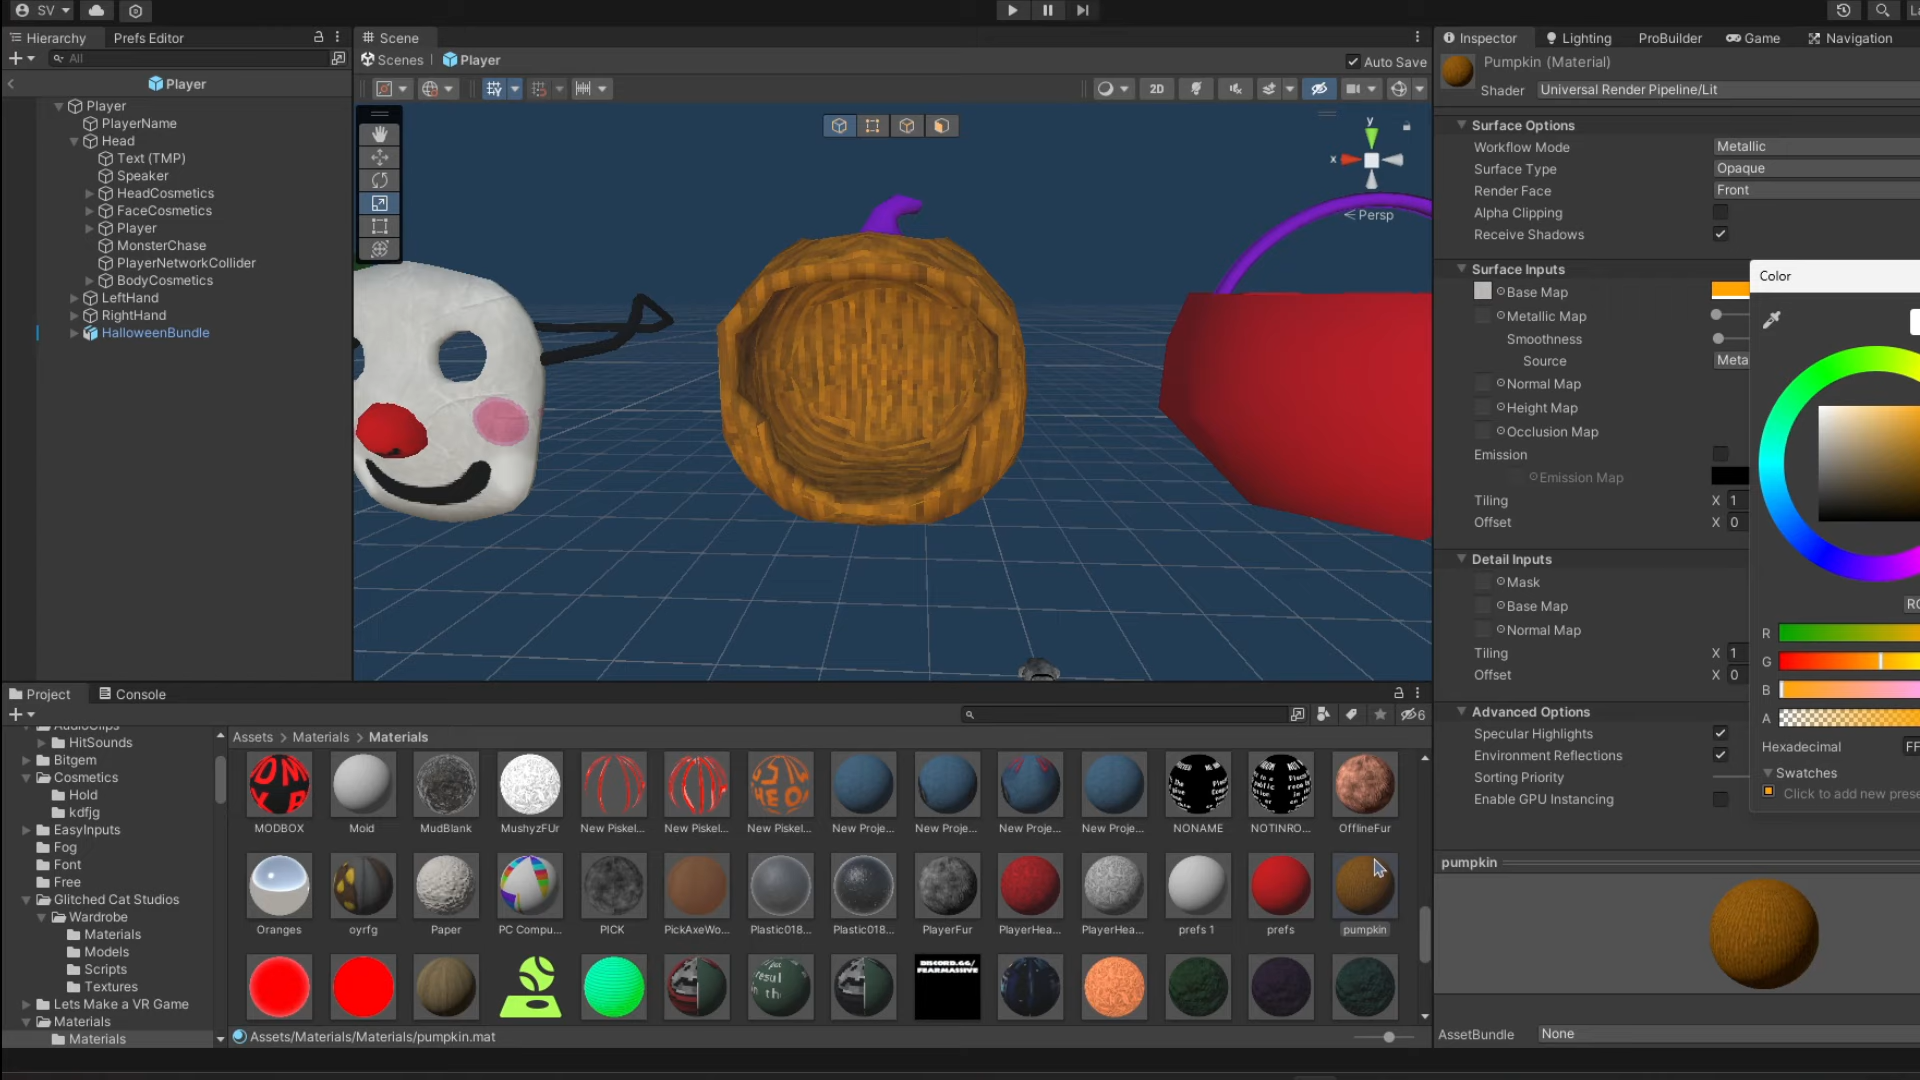 SV
Hierarchy
Prefs Editor
All
Player
Player
PlayerName
Head
Text (TMP)
Speaker
HeadCosmetics
FaceCosmetics
Player
MonsterChase
PlayerNetworkCollider
BodyCosmetics
LeftHand
RightHand
HalloweenBundle
Scene
Scenes
Player
Auto Save
2D
y
x
Persp
Inspector
Lighting
ProBuilder
Game
Navigation
Pumpkin (Material)
Shader
Universal Render Pipeline/Lit
Surface Options
Workflow Mode
Metallic
Surface Type
Opaque
Render Face
Front
Alpha Clipping
Receive Shadows
Surface Inputs
Base Map
Metallic Map
Smoothness
Source
Meta
Normal Map
Height Map
Occlusion Map
Emission
Emission Map
Tiling
X 1
Offset
X 0
Detail Inputs
Mask
Base Map
Normal Map
Tiling
X 1
Offset
X 0
Advanced Options
Specular Highlights
Environment Reflections
Sorting Priority
Enable GPU Instancing
Color
R
G
B
A
Hexadecimal
FF
Swatches
Click to add new prese
pumpkin
AssetBundle
None
Project
Console
6
AudioClips
HitSounds
Bitgem
Cosmetics
Hold
kdfjg
EasyInputs
Fog
Font
Free
Glitched Cat Studios
Wardrobe
Materials
Models
Scripts
Textures
Lets Make a VR Game
Materials
Materials
Assets > Materials > Materials
MODBOX
Moid
MudBlank
MushyzFUr
New Piskel...
New Piskel...
New Piskel...
New Proje...
New Proje...
New Proje...
New Proje...
NONAME
NOTINRO...
OfflineFur
Oranges
oyrfg
Paper
PC Compu...
PICK
PickAxeWo...
Plastic018...
Plastic018...
PlayerFur
PlayerHea...
PlayerHea...
prefs 1
prefs
pumpkin
DISCORD.GG/
FEARMASSIVE
Assets/Materials/Materials/pumpkin.mat